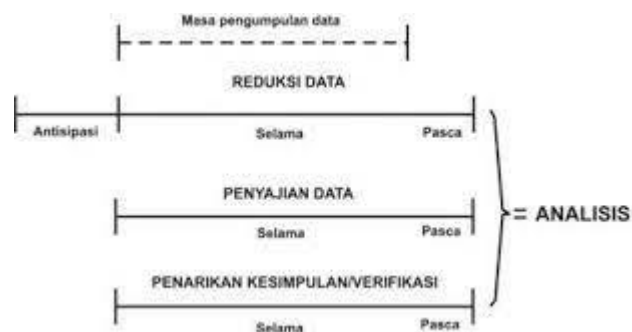 Masa pengumpulan data
REDUKSI DATA
Antisipasi Selama Pasca
PENYAJIAN DATA
Selama Pasca
= ANALISIS
PENARIKAN KESIMPULAN/VERIFIKASI
Selama Pasca